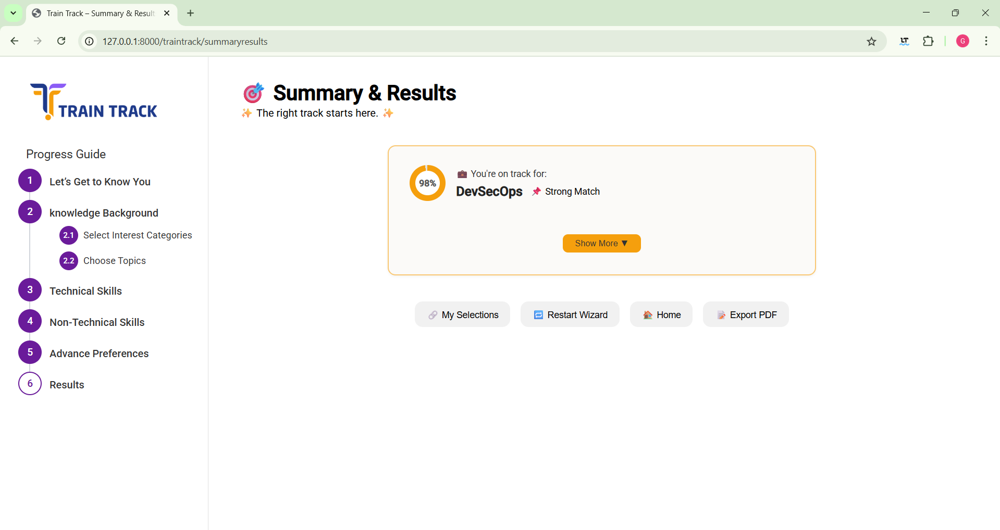 Train Track – Summary & Result
127.0.0.1:8000/traintrack/summaryresults
LT
G
TRAIN TRACK
Progress Guide
1 Let’s Get to Know You
2 knowledge Background
2.1 Select Interest Categories
2.2 Choose Topics
3 Technical Skills
4 Non-Technical Skills
5 Advance Preferences
6 Results
🎯 Summary & Results
✨ The right track starts here. ✨
98%
💼 You're on track for:
DevSecOps 📌 Strong Match
Show More ▼
🔗 My Selections
🔁 Restart Wizard
🏠 Home
📝 Export PDF